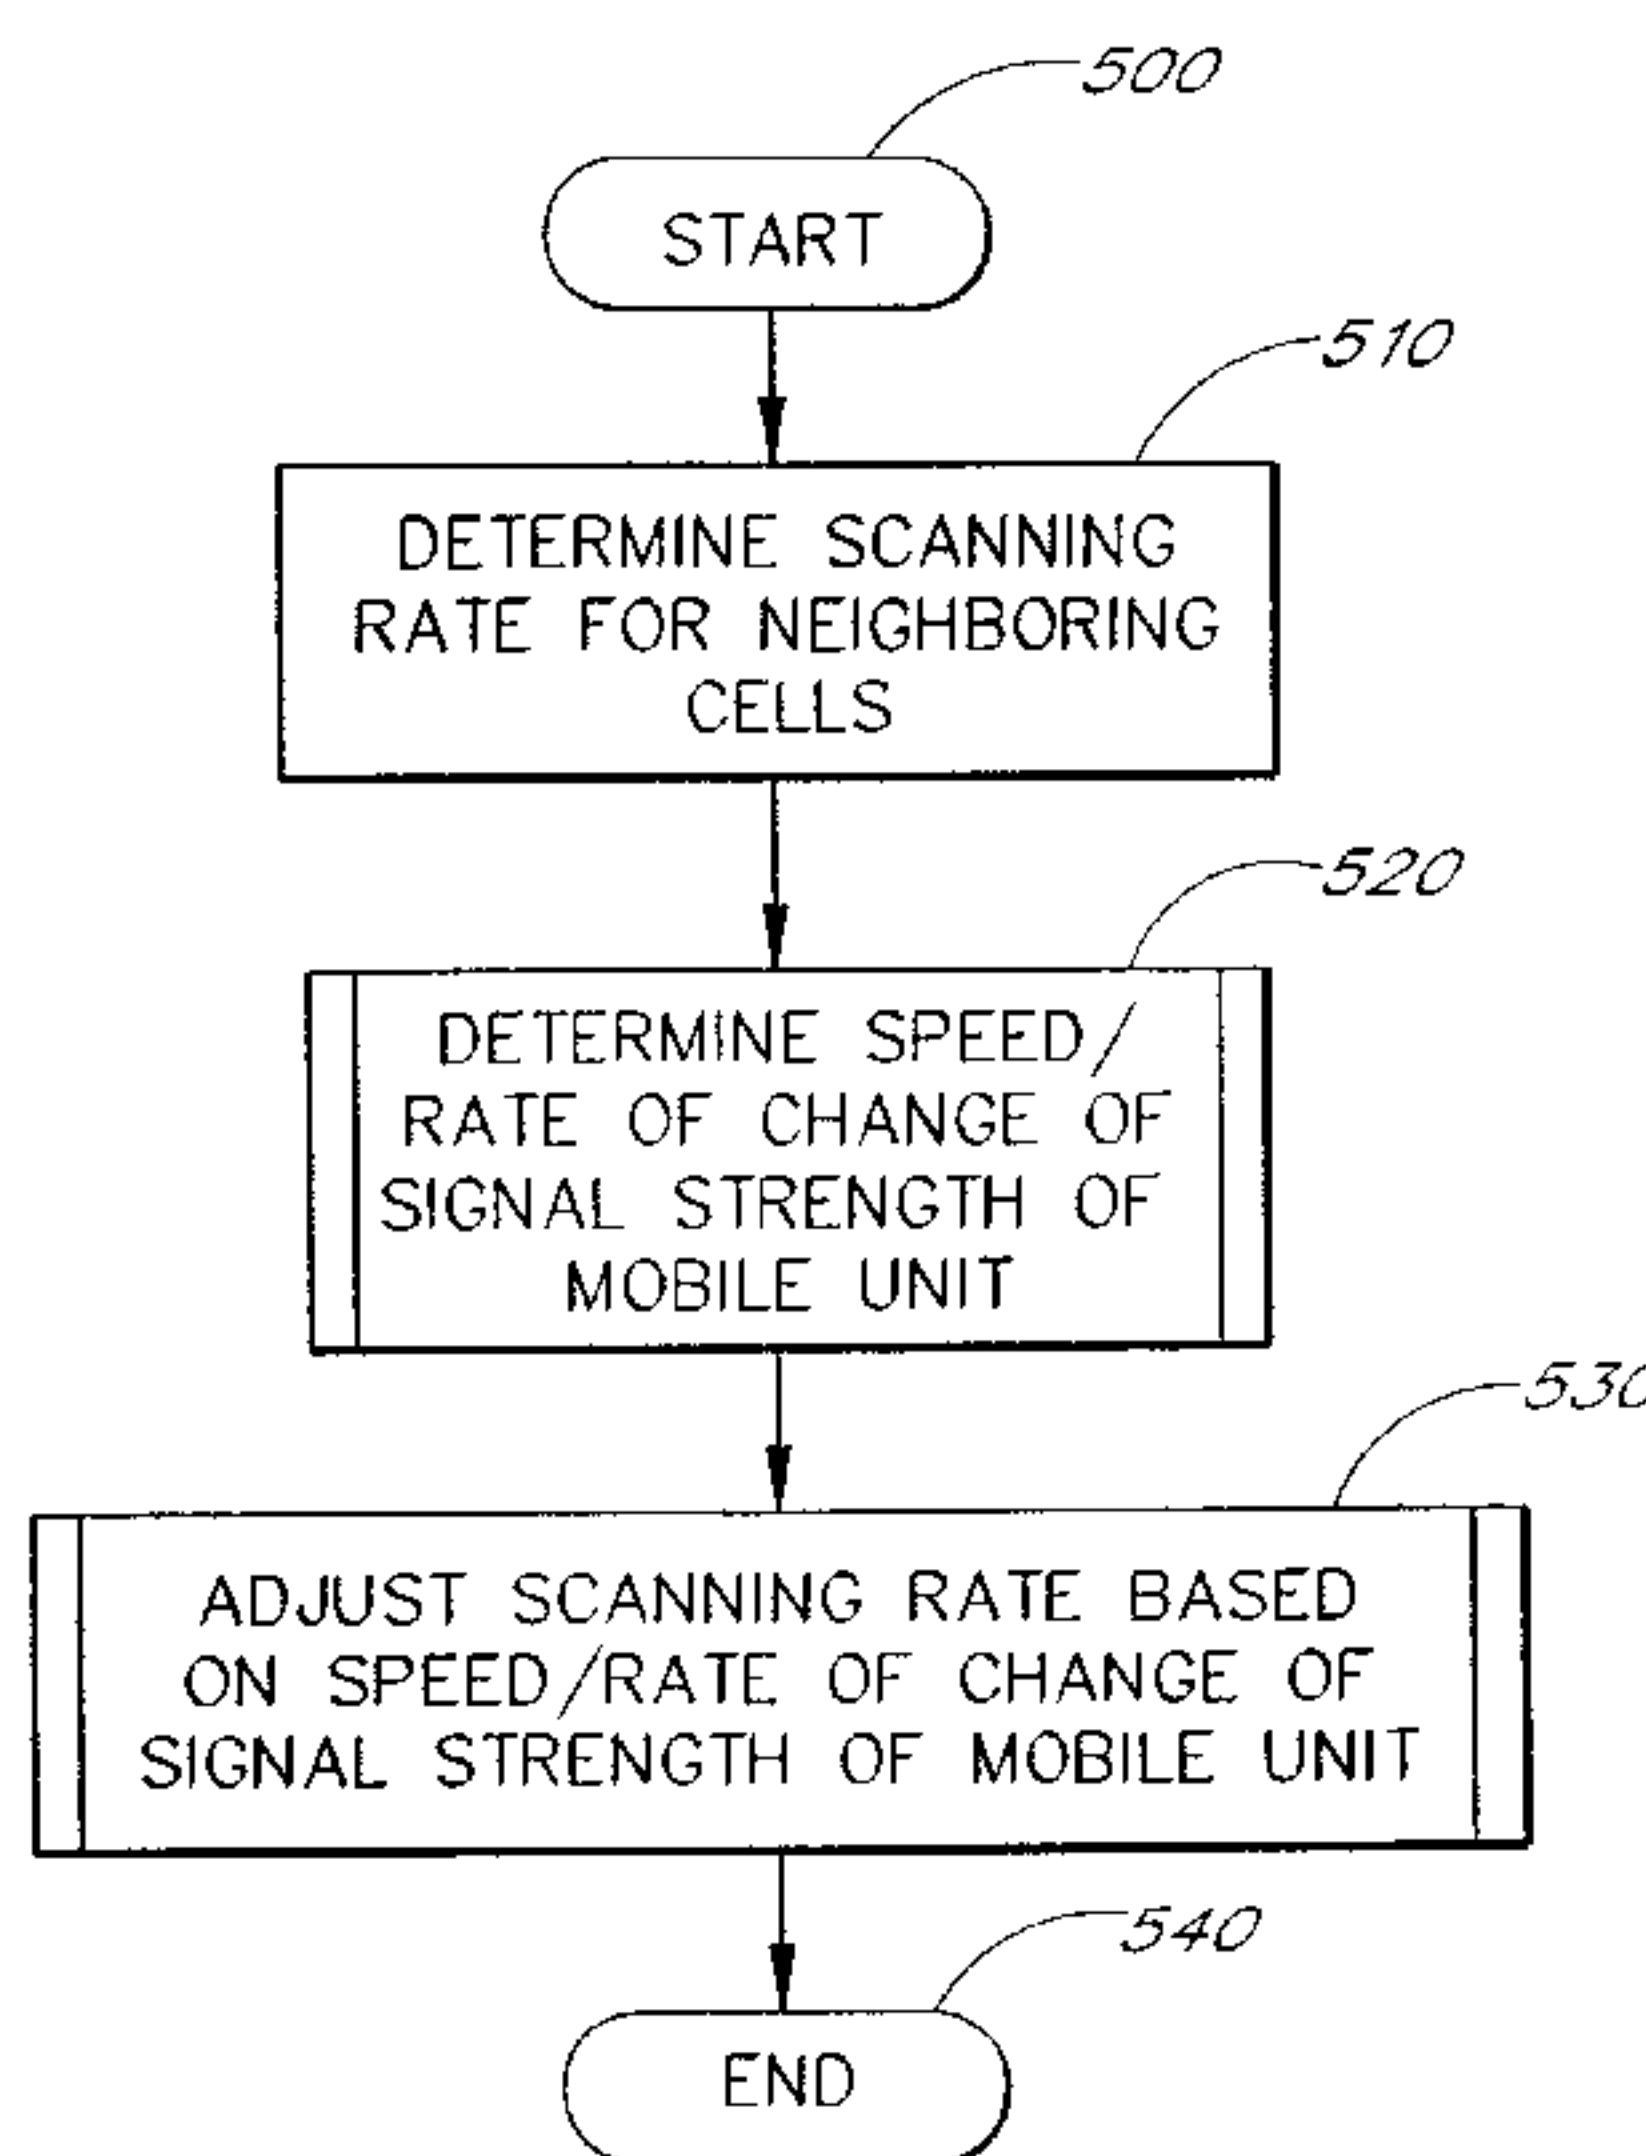 500
START
510
DETERMINE SCANNING
RATE FOR NEIGHBORING
CELLS
520
DETERMINE SPEED/
RATE OF CHANGE OF
SIGNAL STRENGTH OF
MOBILE UNIT
530
ADJUST SCANNING RATE BASED
ON SPEED/RATE OF CHANGE OF
SIGNAL STRENGTH OF MOBILE UNIT
540
END